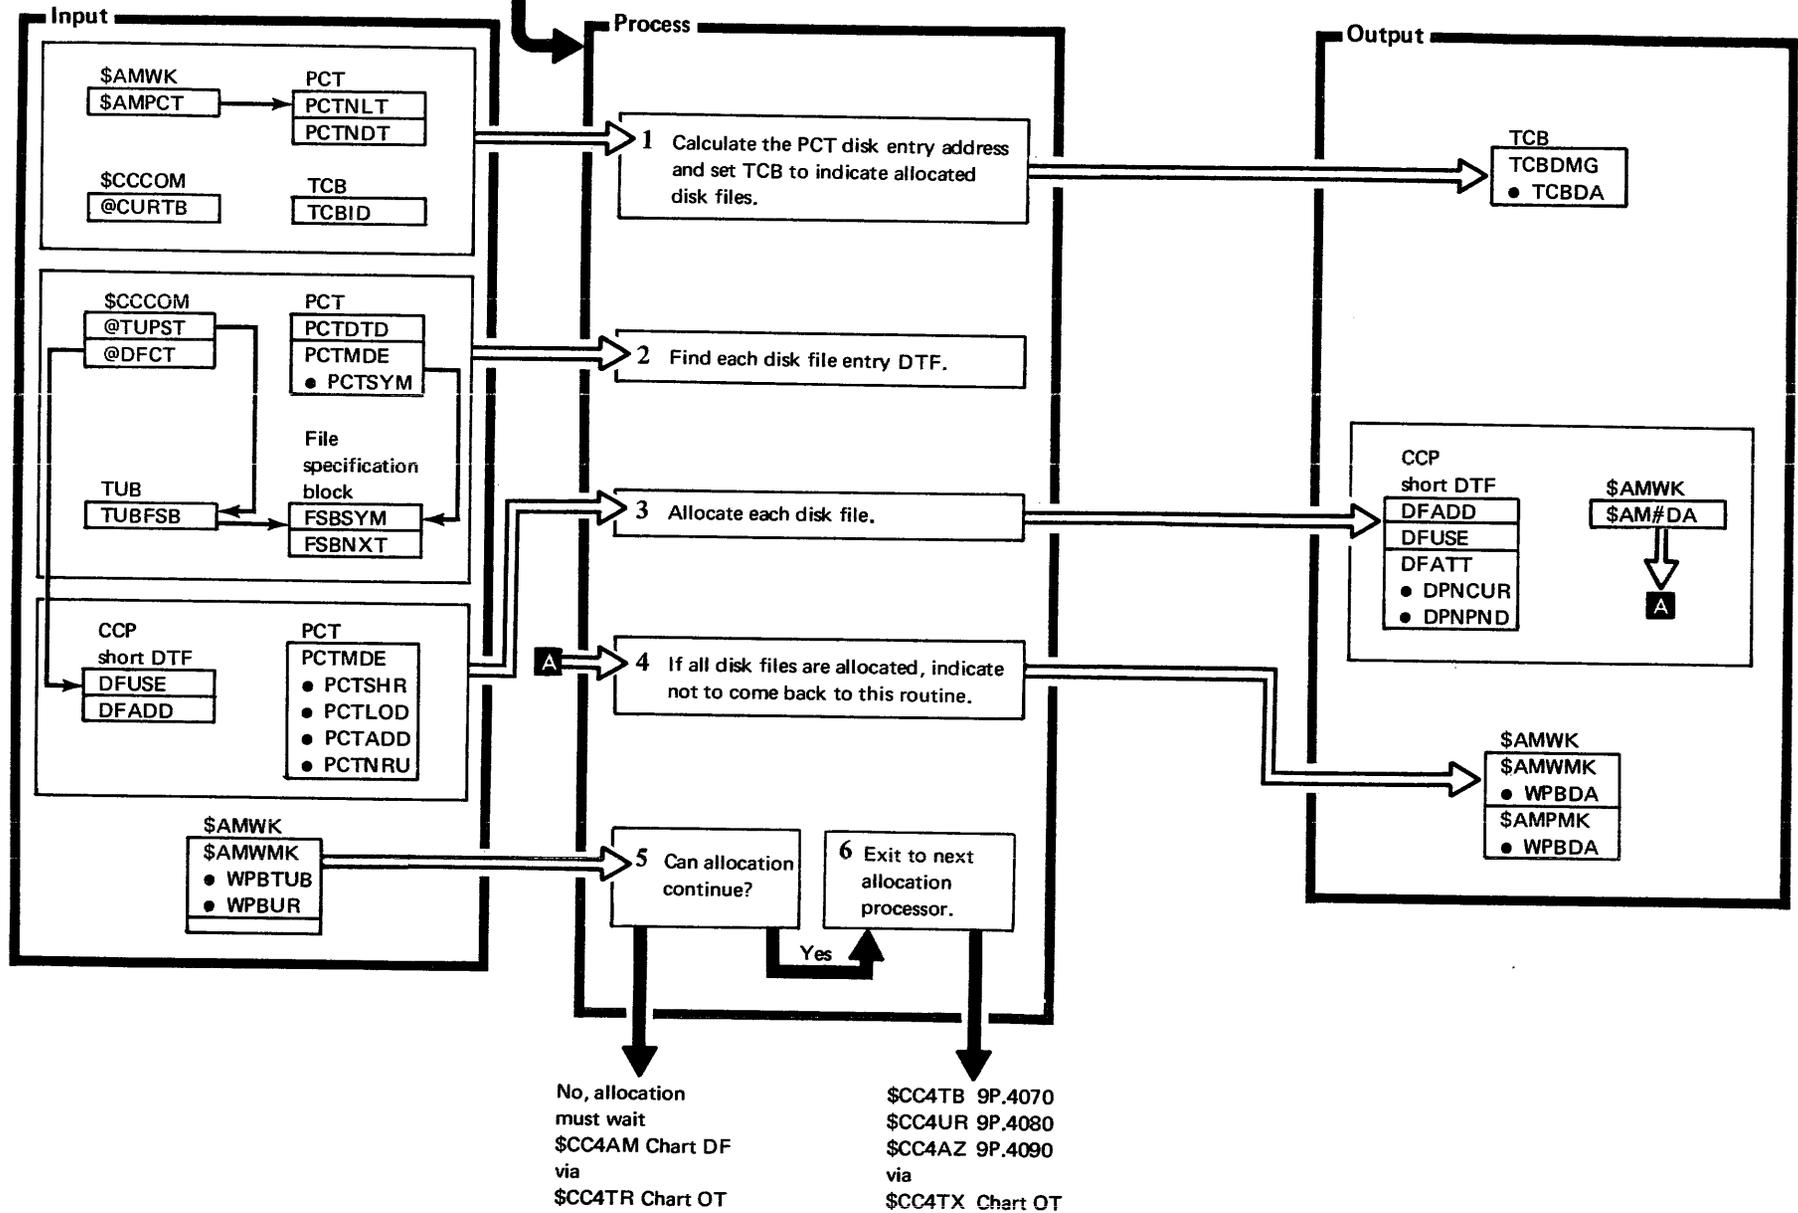 Input
$AMWK
$AMPCT
PCT
PCTNLT
PCTNDT
$CCCOM
@CURTB
TCB
TCBID
$CCCOM
@TUPST
@DFCT
PCT
PCTDTD
PCTMDE
● PCTSYM
File
specification
block
TUB
TUBFSB
FSBSYM
FSBNXT
CCP
short DTF
DFUSE
DFADD
PCT
PCTMDE
● PCTSHR
● PCTLOD
● PCTADD
● PCTNRU
$AMWK
$AMWMK
● WPBTUB
● WPBUR
Process
1 Calculate the PCT disk entry address
and set TCB to indicate allocated
disk files.
2 Find each disk file entry DTF.
3 Allocate each disk file.
A
4 If all disk files are allocated, indicate
not to come back to this routine.
5 Can allocation
continue?
Yes
6 Exit to next
allocation
processor.
No, allocation
must wait
$CC4AM Chart DF
via
$CC4TR Chart OT
$CC4TB 9P.4070
$CC4UR 9P.4080
$CC4AZ 9P.4090
via
$CC4TX Chart OT
Output
TCB
TCBDMG
● TCBDA
CCP
short DTF
DFADD
DFUSE
DFATT
● DPNCUR
● DPNPND
$AMWK
$AM#DA
A
$AMWK
$AMWMK
● WPBDA
$AMPMK
● WPBDA